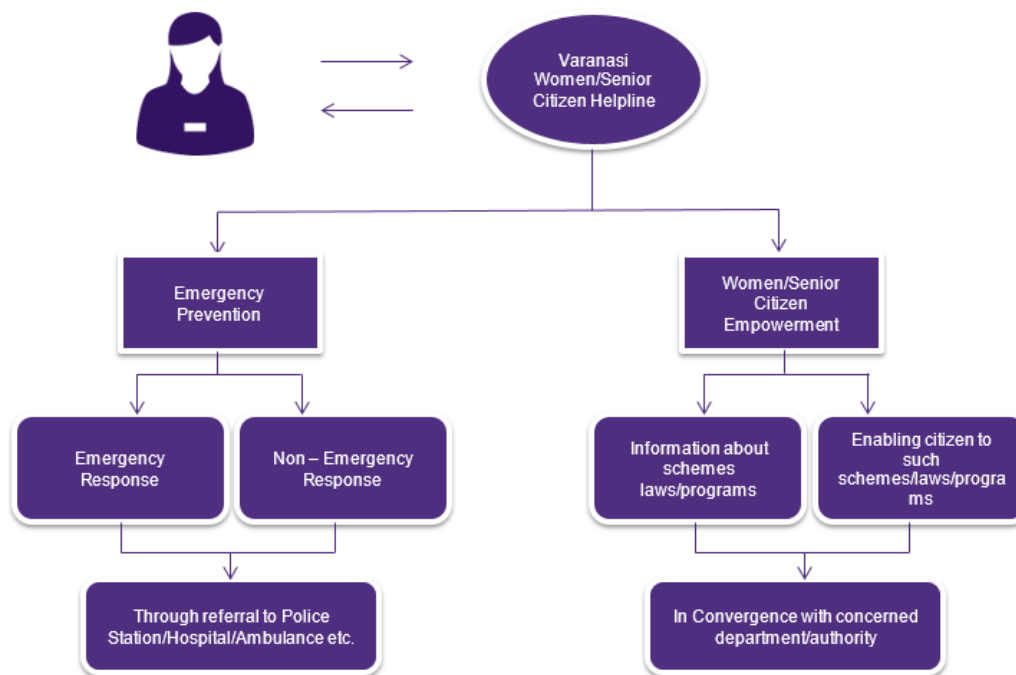 Varanasi
Women/Senior
Citizen Helpline
Emergency
Prevention
Women/Senior
Citizen
Empowerment
Emergency
Response
Non – Emergency
Response
Information about
schemes
laws/programs
Enabling citizen to
such
schemes/laws/progra
ms
Through referral to Police
Station/Hospital/Ambulance etc.
In Convergence with concerned
department/authority